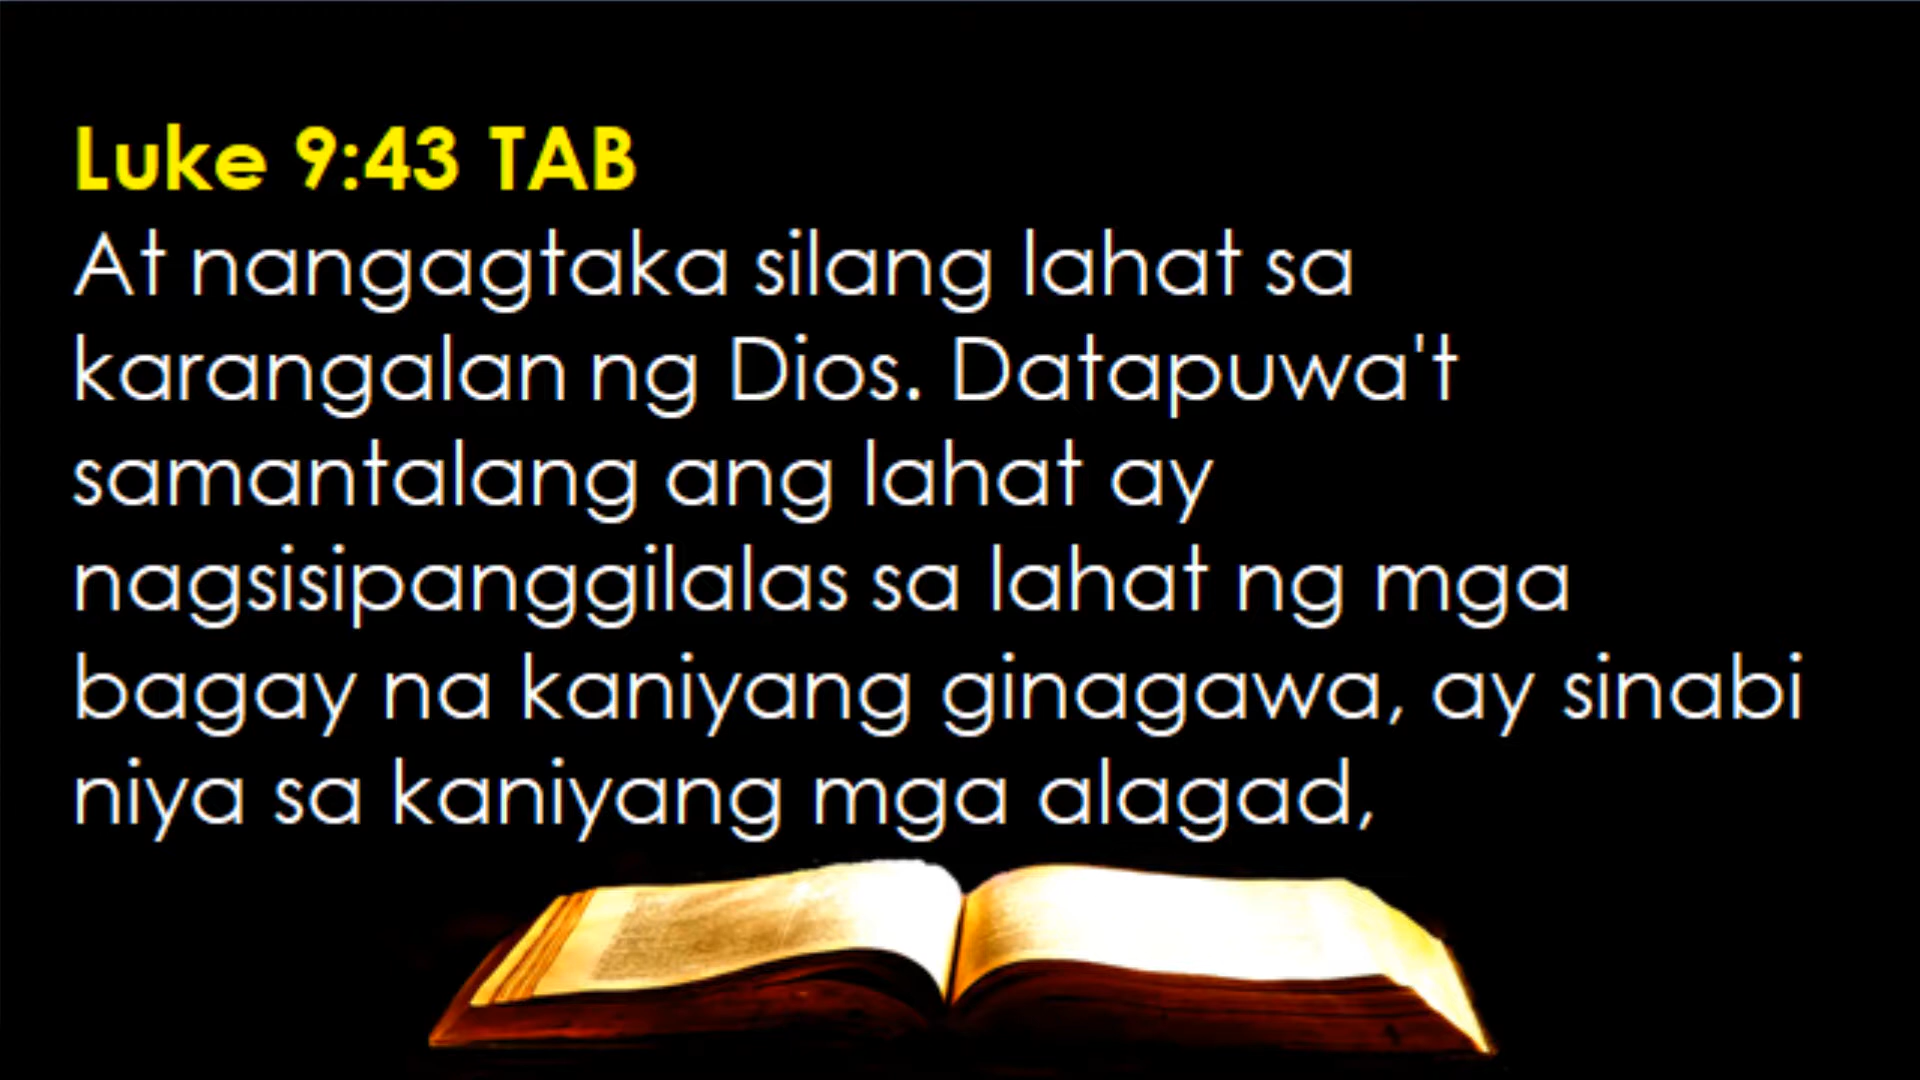 Luke 9:43 TAB
At nangagtaka silang lahat sa
karangalan ng Dios. Datapuwa't
samantalang ang lahat ay
nagsisipanggilalas sa lahat ng mga
bagay na kaniyang ginagawa, ay sinabi
niya sa kaniyang mga alagad,